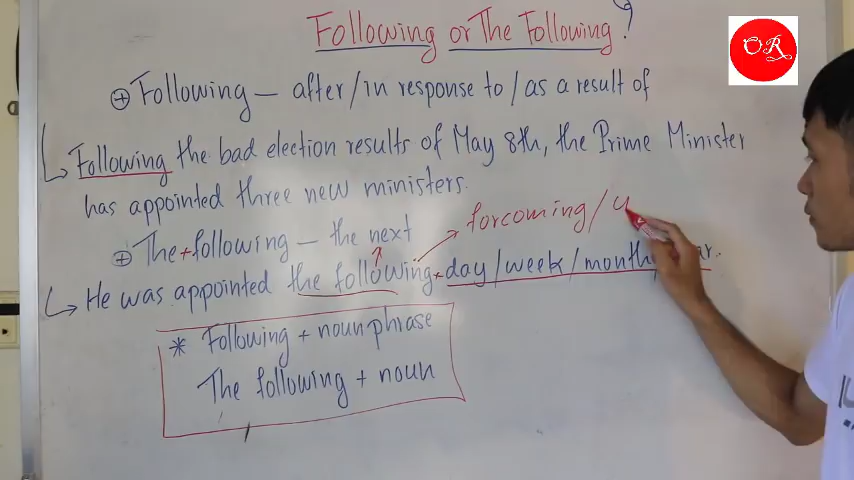 Following or The Following?
OR
⊕ Following — after/in response to/as a result of
Following the bad election results of May 8th, the Prime Minister
has appointed three new ministers.
forcoming/u
⊕ The+following — the next
He was appointed the following+day/week/month
* Following + noun phrase
The following + noun